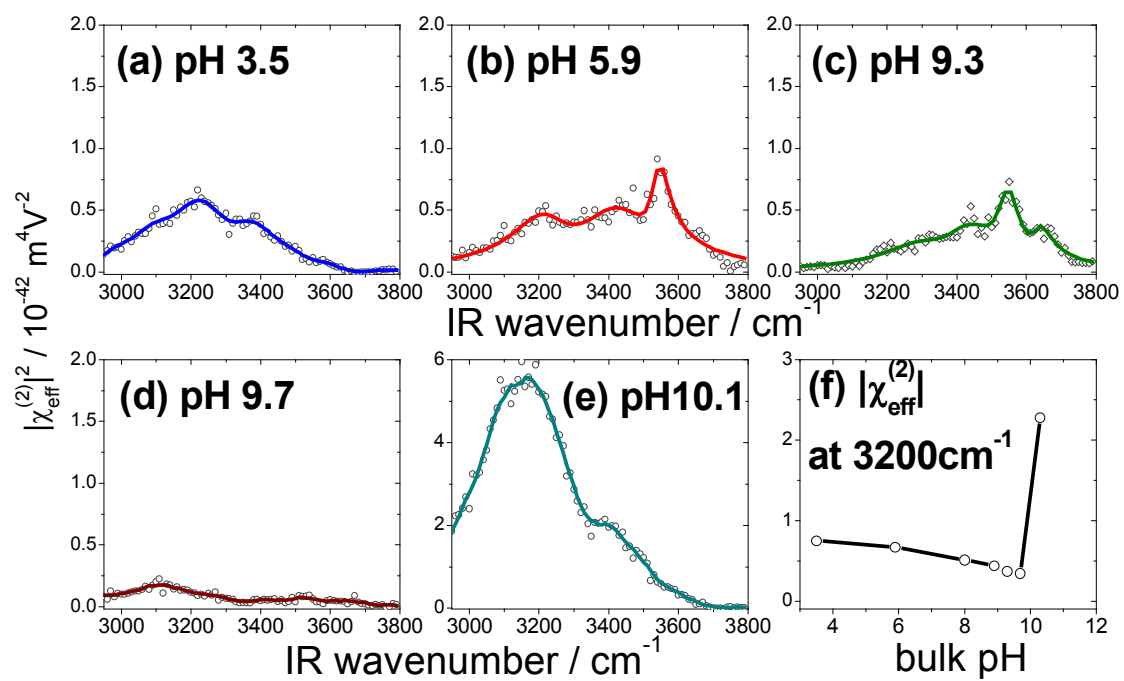 |χeff(2)|2 / 10-42 m4V-2
(a) pH 3.5
2.0
1.5
1.0
0.5
0.0
3000 3200 3400 3600 3800
(b) pH 5.9
2.0
1.5
1.0
0.5
0.0
3000 3200 3400 3600 3800
(c) pH 9.3
2.0
1.5
1.0
0.5
0.0
3000 3200 3400 3600 3800
IR wavenumber / cm-1
(d) pH 9.7
2.0
1.5
1.0
0.5
0.0
3000 3200 3400 3600 3800
(e) pH10.1
6
4
2
0
3000 3200 3400 3600 3800
IR wavenumber / cm-1
(f) |χeff(2)|
at 3200cm-1
3
2
1
0
4 6 8 10 12
bulk pH